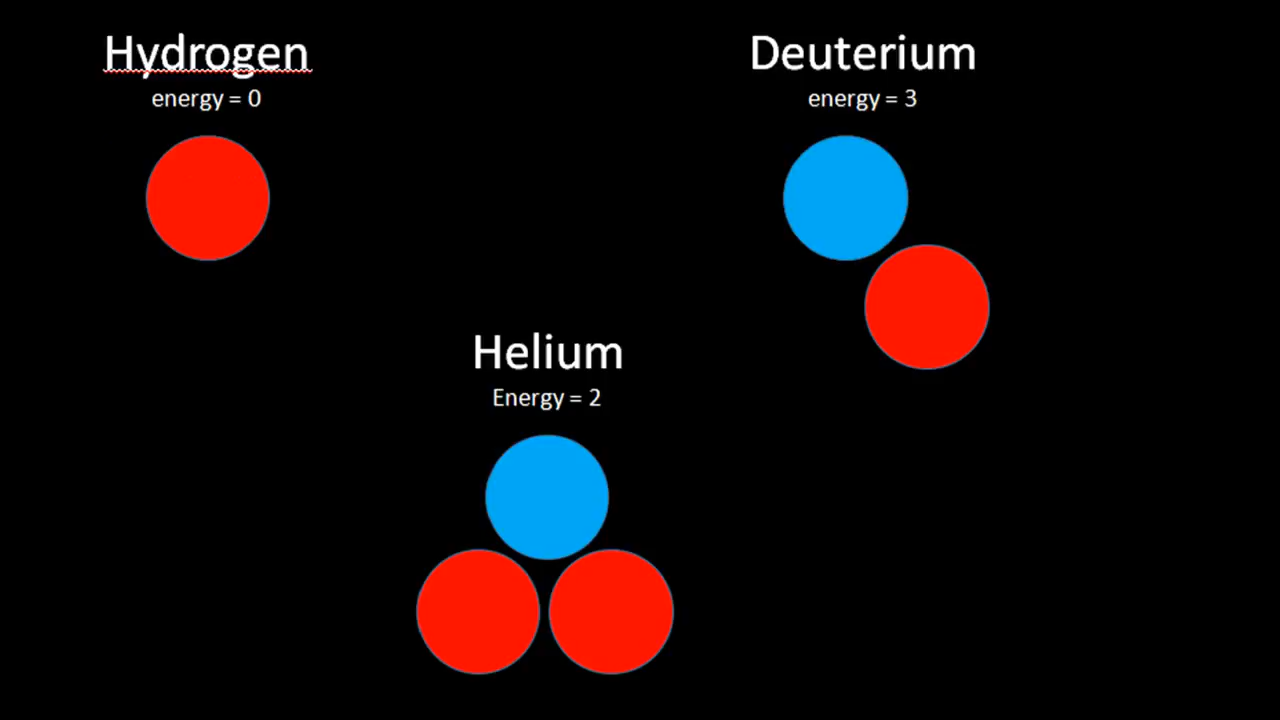 Hydrogen
energy = 0
Deuterium
energy = 3
Helium
Energy = 2